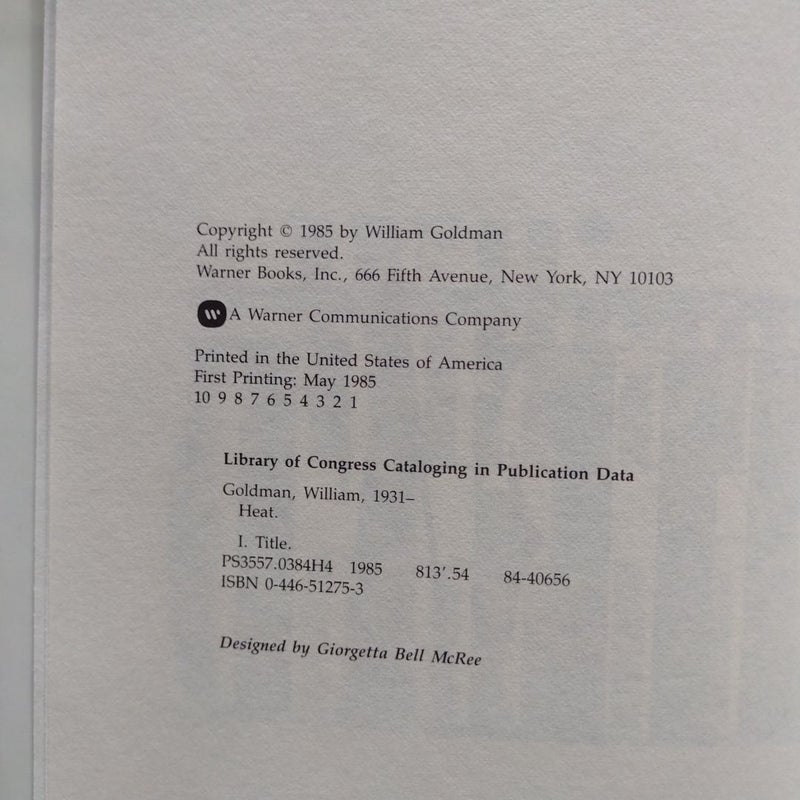 Copyright © 1985 by William Goldman
All rights reserved.
Warner Books, Inc., 666 Fifth Avenue, New York, NY 10103
A Warner Communications Company
Printed in the United States of America
First Printing: May 1985
10 9 8 7 6 5 4 3 2 1
Library of Congress Cataloging in Publication Data
Goldman, William, 1931–
Heat.
I. Title.
PS3557.0384H4 1985 813'.54 84-40656
ISBN 0-446-51275-3
Designed by Giorgetta Bell McRee